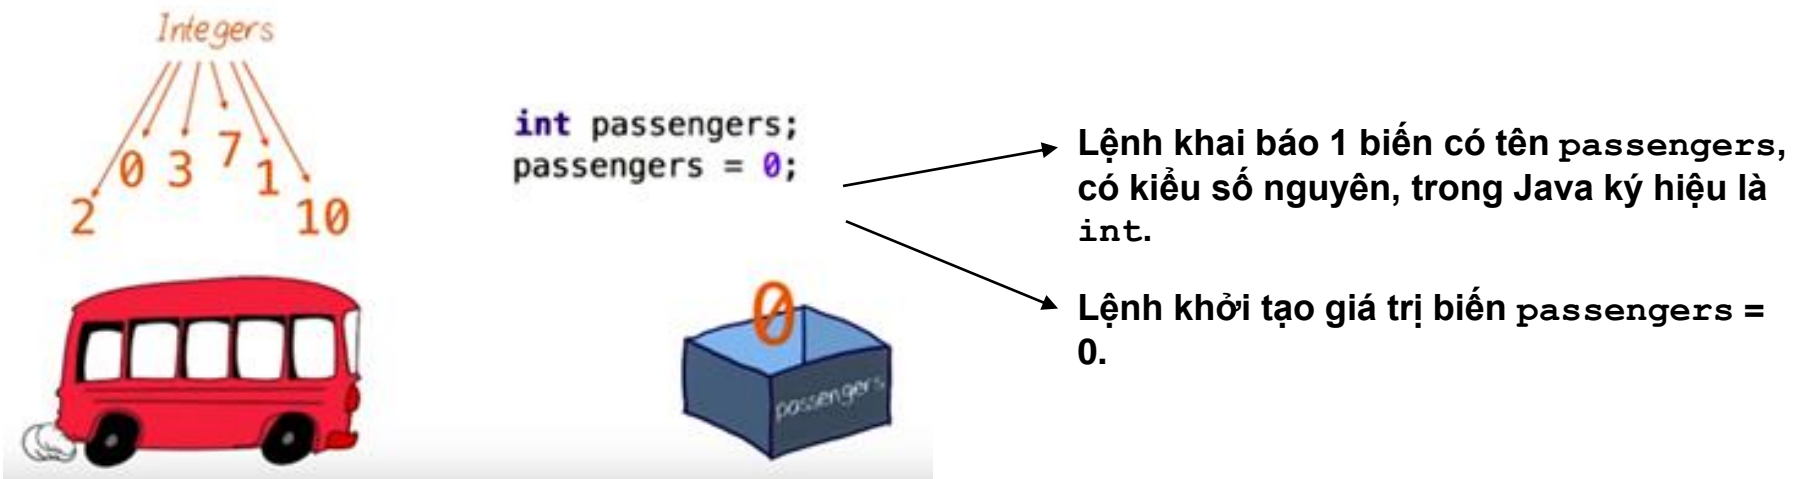 Integers
0 3 7 1
2 10
int passengers;
passengers = 0;
0
passengers
Lệnh khai báo 1 biến có tên passengers,
có kiểu số nguyên, trong Java ký hiệu là
int.
Lệnh khởi tạo giá trị biến passengers =
0.